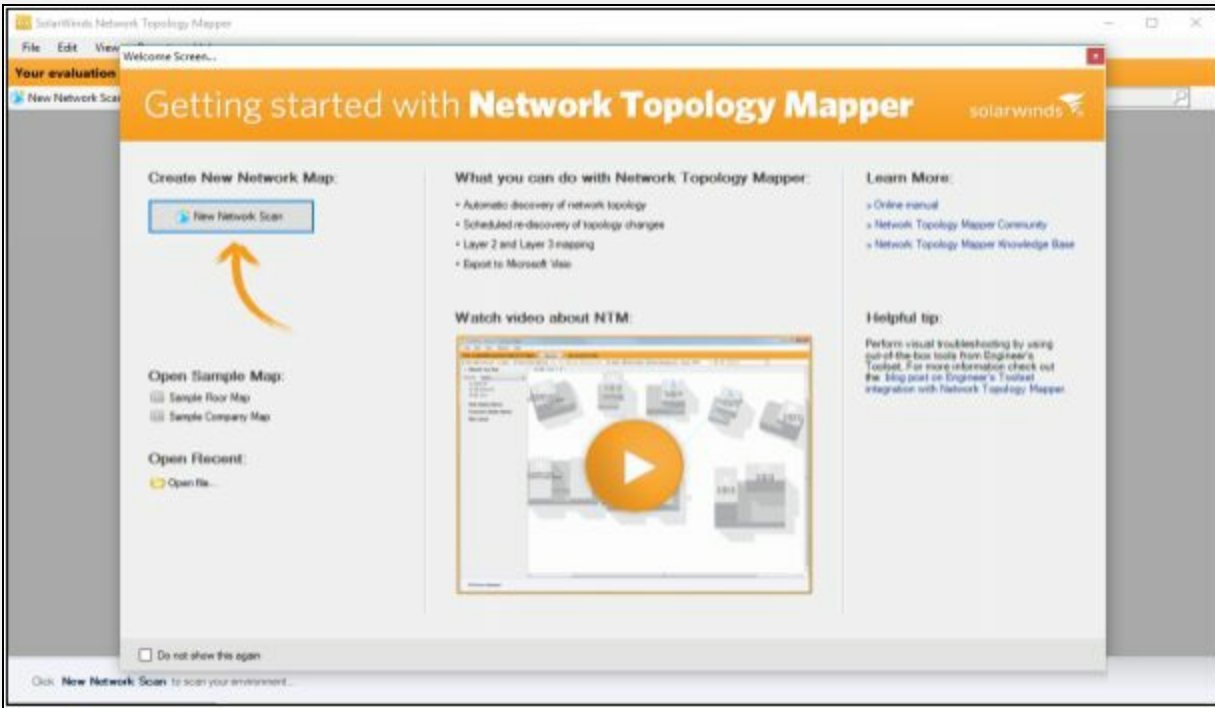 SolarWinds Network Topology Mapper
File Edit View
Welcome Screen...
Your evaluation
New Network Scan
Getting started with Network Topology Mapper
solarwinds
Create New Network Map:
New Network Scan
Open Sample Map:
Sample Floor Map
Sample Company Map
Open Recent:
Open file...
What you can do with Network Topology Mapper:
• Automatic discovery of network topology
• Scheduled re-discovery of topology changes
• Layer 2 and Layer 3 mapping
• Export to Microsoft Visio
Watch video about NTM:
Learn More:
» Online manual
» Network Topology Mapper Community
» Network Topology Mapper Knowledge Base
Helpful tip:
Perform visual troubleshooting by using
out-of-the-box tools from Engineer's
Toolset. For more information check out
the blog post on Engineer's Toolset
integration with Network Topology Mapper.
Do not show this again
Click New Network Scan to scan your environment...